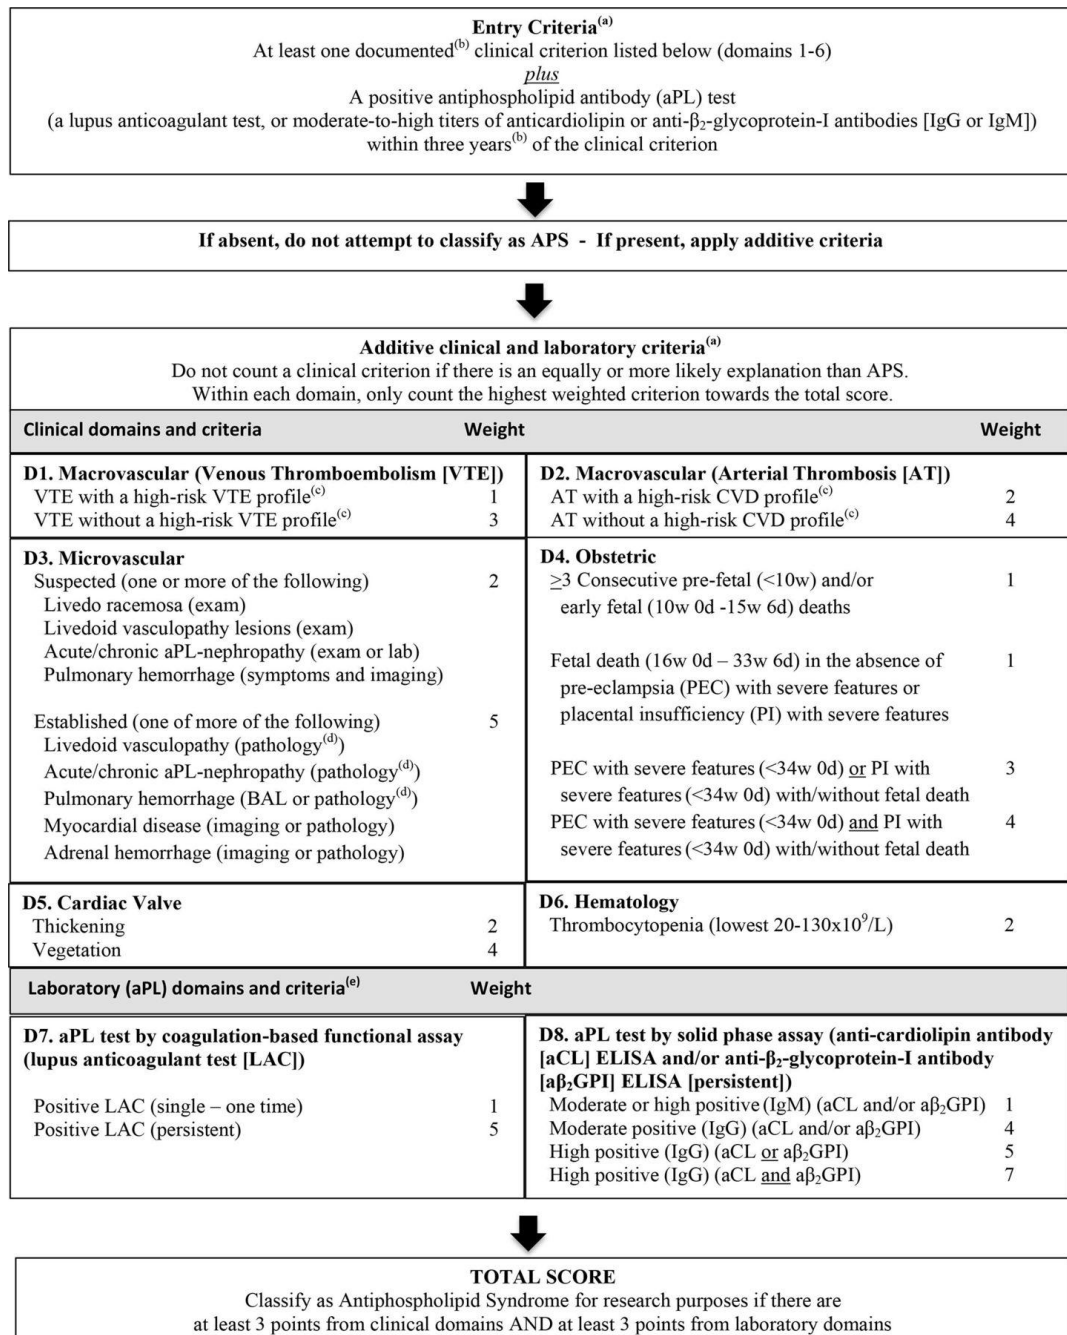 Entry Criteria(a)
At least one documented(b) clinical criterion listed below (domains 1-6)
plus
A positive antiphospholipid antibody (aPL) test
(a lupus anticoagulant test, or moderate-to-high titers of anticardiolipin or anti-β2-glycoprotein-I antibodies [IgG or IgM])
within three years(b) of the clinical criterion
If absent, do not attempt to classify as APS - If present, apply additive criteria
Additive clinical and laboratory criteria(a)
Do not count a clinical criterion if there is an equally or more likely explanation than APS.
Within each domain, only count the highest weighted criterion towards the total score.
Clinical domains and criteria Weight Weight
D1. Macrovascular (Venous Thromboembolism [VTE])
VTE with a high-risk VTE profile(c) 1
VTE without a high-risk VTE profile(c) 3
D2. Macrovascular (Arterial Thrombosis [AT])
AT with a high-risk CVD profile(c) 2
AT without a high-risk CVD profile(c) 4
D3. Microvascular
Suspected (one or more of the following) 2
Livedo racemosa (exam)
Livedoid vasculopathy lesions (exam)
Acute/chronic aPL-nephropathy (exam or lab)
Pulmonary hemorrhage (symptoms and imaging)
Established (one of more of the following) 5
Livedoid vasculopathy (pathology(d))
Acute/chronic aPL-nephropathy (pathology(d))
Pulmonary hemorrhage (BAL or pathology(d))
Myocardial disease (imaging or pathology)
Adrenal hemorrhage (imaging or pathology)
D4. Obstetric
≥3 Consecutive pre-fetal (<10w) and/or 1
early fetal (10w 0d -15w 6d) deaths
Fetal death (16w 0d – 33w 6d) in the absence of 1
pre-eclampsia (PEC) with severe features or
placental insufficiency (PI) with severe features
PEC with severe features (<34w 0d) or PI with 3
severe features (<34w 0d) with/without fetal death
PEC with severe features (<34w 0d) and PI with 4
severe features (<34w 0d) with/without fetal death
D5. Cardiac Valve
Thickening 2
Vegetation 4
D6. Hematology
Thrombocytopenia (lowest 20-130x10⁹/L) 2
Laboratory (aPL) domains and criteria(e) Weight
D7. aPL test by coagulation-based functional assay
(lupus anticoagulant test [LAC])
Positive LAC (single – one time) 1
Positive LAC (persistent) 5
D8. aPL test by solid phase assay (anti-cardiolipin antibody
[aCL] ELISA and/or anti-β2-glycoprotein-I antibody
[aβ2GPI] ELISA [persistent])
Moderate or high positive (IgM) (aCL and/or aβ2GPI) 1
Moderate positive (IgG) (aCL and/or aβ2GPI) 4
High positive (IgG) (aCL or aβ2GPI) 5
High positive (IgG) (aCL and aβ2GPI) 7
TOTAL SCORE
Classify as Antiphospholipid Syndrome for research purposes if there are
at least 3 points from clinical domains AND at least 3 points from laboratory domains